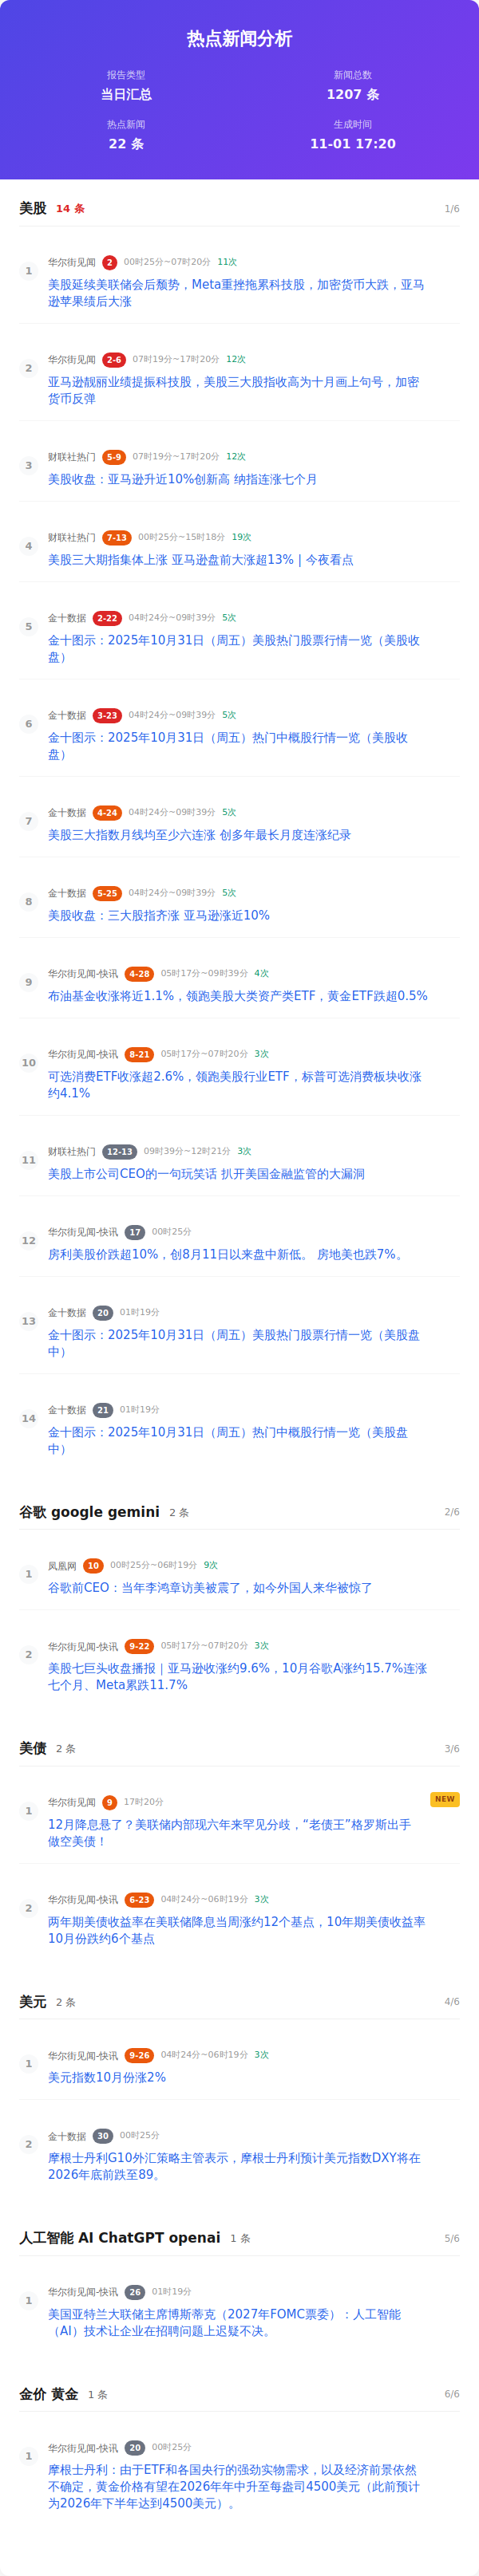 热点新闻分析
报告类型
当日汇总
新闻总数
1207 条
热点新闻
22 条
生成时间
11-01 17:20
美股 14 条 1/6
1
华尔街见闻 2 00时25分~07时20分 11次
美股延续美联储会后颓势，Meta重挫拖累科技股，加密货币大跌，亚马
逊苹果绩后大涨
2
华尔街见闻 2-6 07时19分~17时20分 12次
亚马逊靓丽业绩提振科技股，美股三大股指收高为十月画上句号，加密
货币反弹
3
财联社热门 5-9 07时19分~17时20分 12次
美股收盘：亚马逊升近10%创新高 纳指连涨七个月
4
财联社热门 7-13 00时25分~15时18分 19次
美股三大期指集体上涨 亚马逊盘前大涨超13% | 今夜看点
5
金十数据 2-22 04时24分~09时39分 5次
金十图示：2025年10月31日（周五）美股热门股票行情一览（美股收
盘）
6
金十数据 3-23 04时24分~09时39分 5次
金十图示：2025年10月31日（周五）热门中概股行情一览（美股收
盘）
7
金十数据 4-24 04时24分~09时39分 5次
美股三大指数月线均至少六连涨 创多年最长月度连涨纪录
8
金十数据 5-25 04时24分~09时39分 5次
美股收盘：三大股指齐涨 亚马逊涨近10%
9
华尔街见闻-快讯 4-28 05时17分~09时39分 4次
布油基金收涨将近1.1%，领跑美股大类资产类ETF，黄金ETF跌超0.5%
10
华尔街见闻-快讯 8-21 05时17分~07时20分 3次
可选消费ETF收涨超2.6%，领跑美股行业ETF，标普可选消费板块收涨
约4.1%
11
财联社热门 12-13 09时39分~12时21分 3次
美股上市公司CEO的一句玩笑话 扒开美国金融监管的大漏洞
12
华尔街见闻-快讯 17 00时25分
房利美股价跌超10%，创8月11日以来盘中新低。 房地美也跌7%。
13
金十数据 20 01时19分
金十图示：2025年10月31日（周五）美股热门股票行情一览（美股盘
中）
14
金十数据 21 01时19分
金十图示：2025年10月31日（周五）热门中概股行情一览（美股盘
中）
谷歌 google gemini 2 条 2/6
1
凤凰网 10 00时25分~06时19分 9次
谷歌前CEO：当年李鸿章访美被震了，如今外国人来华被惊了
2
华尔街见闻-快讯 9-22 05时17分~07时20分 3次
美股七巨头收盘播报｜亚马逊收涨约9.6%，10月谷歌A涨约15.7%连涨
七个月、Meta累跌11.7%
美债 2 条 3/6
1
华尔街见闻 9 17时20分 NEW
12月降息悬了？美联储内部现六年来罕见分歧，“老债王”格罗斯出手
做空美债！
2
华尔街见闻-快讯 6-23 04时24分~06时19分 3次
两年期美债收益率在美联储降息当周涨约12个基点，10年期美债收益率
10月份跌约6个基点
美元 2 条 4/6
1
华尔街见闻-快讯 9-26 04时24分~06时19分 3次
美元指数10月份涨2%
2
金十数据 30 00时25分
摩根士丹利G10外汇策略主管表示，摩根士丹利预计美元指数DXY将在
2026年底前跌至89。
人工智能 AI ChatGPT openai 1 条 5/6
1
华尔街见闻-快讯 26 01时19分
美国亚特兰大联储主席博斯蒂克（2027年FOMC票委）：人工智能
（AI）技术让企业在招聘问题上迟疑不决。
金价 黄金 1 条 6/6
1
华尔街见闻-快讯 20 00时25分
摩根士丹利：由于ETF和各国央行的强劲实物需求，以及经济前景依然
不确定，黄金价格有望在2026年年中升至每盎司4500美元（此前预计
为2026年下半年达到4500美元）。